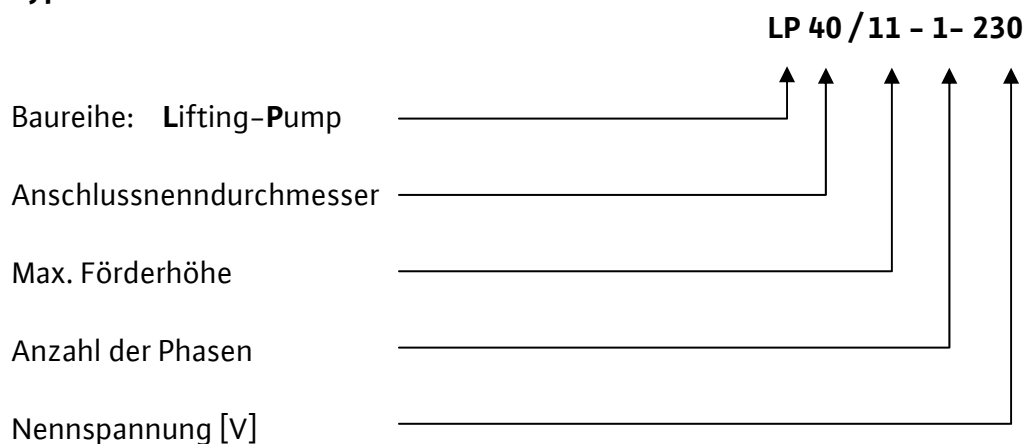 LP 40 / 11 – 1– 230
Baureihe: Lifting–Pump
Anschlussnenndurchmesser
Max. Förderhöhe
Anzahl der Phasen
Nennspannung [V]